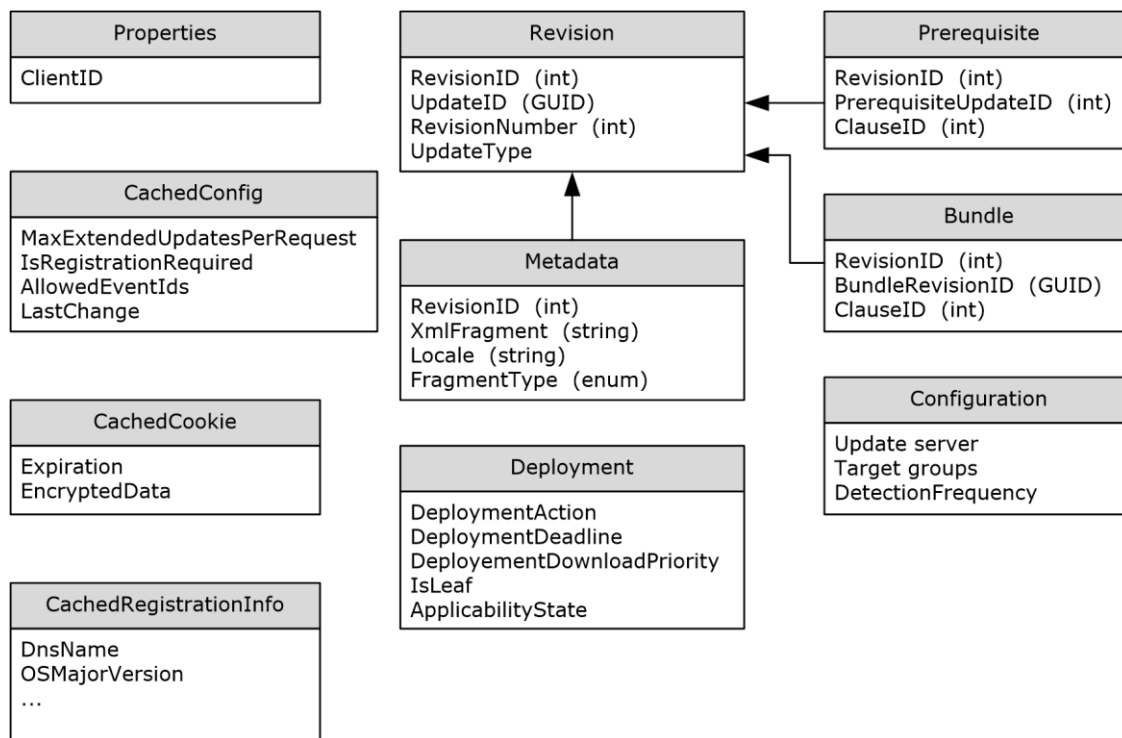 Properties
ClientID
CachedConfig
MaxExtendedUpdatesPerRequest
IsRegistrationRequired
AllowedEventIds
LastChange
CachedCookie
Expiration
EncryptedData
CachedRegistrationInfo
DnsName
OSMajorVersion
...
Revision
RevisionID (int)
UpdateID (GUID)
RevisionNumber (int)
UpdateType
Metadata
RevisionID (int)
XmlFragment (string)
Locale (string)
FragmentType (enum)
Deployment
DeploymentAction
DeploymentDeadline
DeployementDownloadPriority
IsLeaf
ApplicabilityState
Prerequisite
RevisionID (int)
PrerequisiteUpdateID (int)
ClauseID (int)
Bundle
RevisionID (int)
BundleRevisionID (GUID)
ClauseID (int)
Configuration
Update server
Target groups
DetectionFrequency